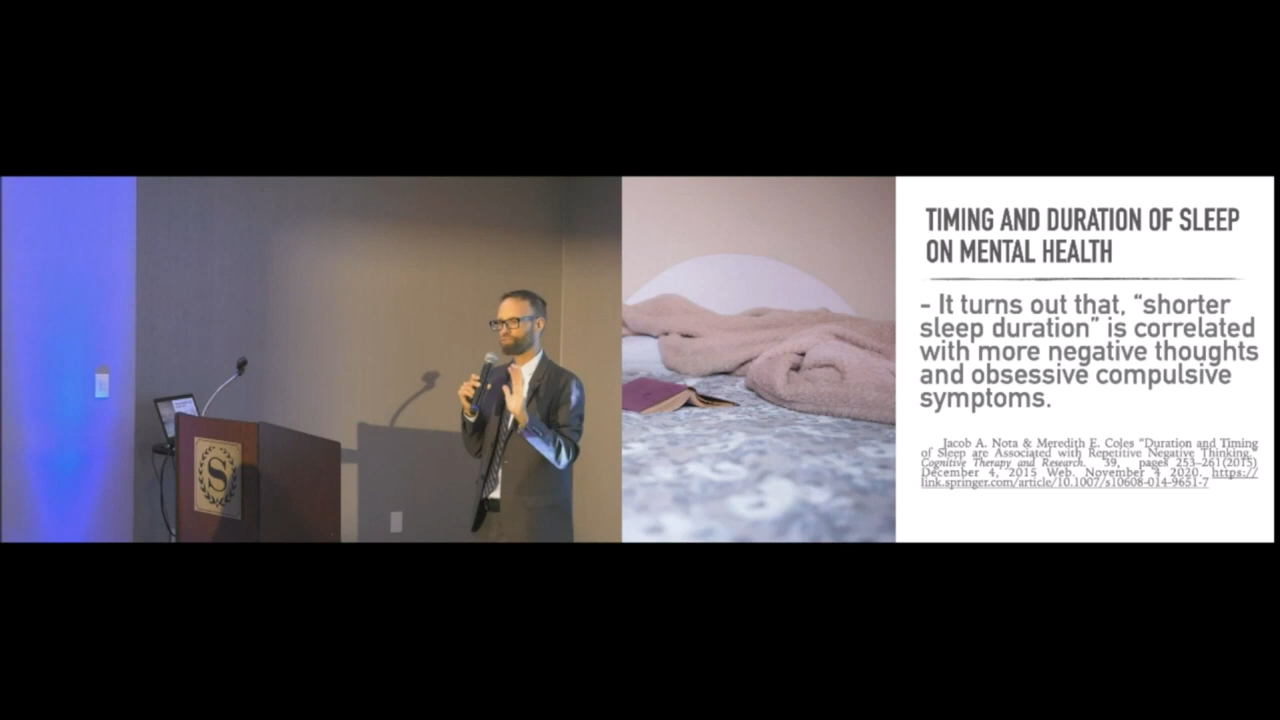 S
TIMING AND DURATION OF SLEEP
ON MENTAL HEALTH
- It turns out that, “shorter
sleep duration” is correlated
with more negative thoughts
and obsessive compulsive
symptoms.
Jacob A. Nota & Meredith E. Coles “Duration and Timing
of Sleep are Associated with Repetitive Negative Thinking,”
Cognitive Therapy and Research. 39, pages 253–261(2015)
December 4, 2015 Web. November 4 2020. https://
link.springer.com/article/10.1007/s10608-014-9651-7